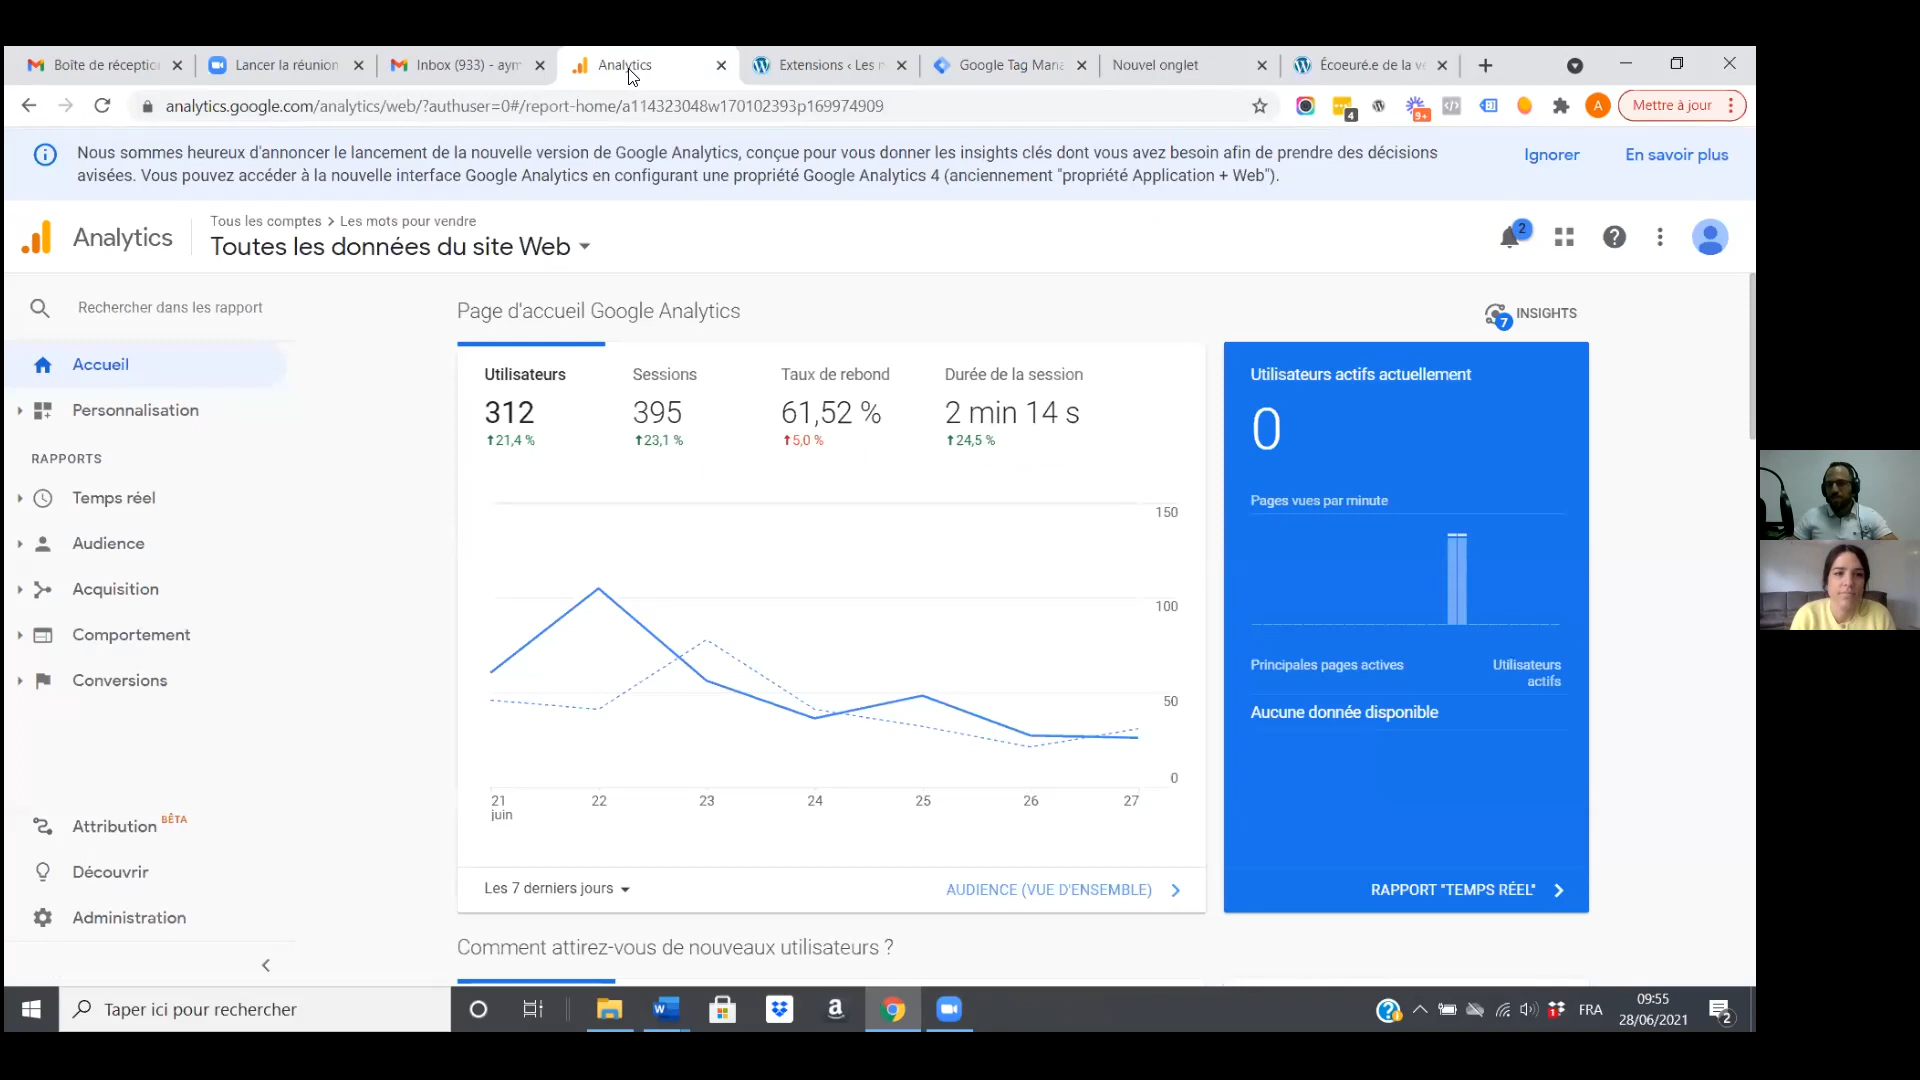 Boîte de réceptio
Lancer la réunion
Inbox (933) - aym
Analytics
Extensions ‹ Les m
Google Tag Mana
Nouvel onglet
Écoeuré.e de la ve
analytics.google.com/analytics/web/?authuser=0#/report-home/a114323048w170102393p169974909
4
9+
A
Mettre à jour
Nous sommes heureux d'annoncer le lancement de la nouvelle version de Google Analytics, conçue pour vous donner les insights clés dont vous avez besoin afin de prendre des décisions
avisées. Vous pouvez accéder à la nouvelle interface Google Analytics en configurant une propriété Google Analytics 4 (anciennement "propriété Application + Web").
Ignorer
En savoir plus
Analytics
Tous les comptes > Les mots pour vendre
Toutes les données du site Web
2
Rechercher dans les rapport
Accueil
Personnalisation
RAPPORTS
Temps réel
Audience
Acquisition
Comportement
Conversions
Attribution BÊTA
Découvrir
Administration
Page d'accueil Google Analytics
7
INSIGHTS
Utilisateurs
312
21,4 %
Sessions
395
23,1 %
Taux de rebond
61,52 %
5,0 %
Durée de la session
2 min 14 s
24,5 %
150
100
50
0
21
juin
22
23
24
25
26
27
Les 7 derniers jours
AUDIENCE (VUE D'ENSEMBLE)
Utilisateurs actifs actuellement
0
Pages vues par minute
Principales pages actives
Utilisateurs
actifs
Aucune donnée disponible
RAPPORT "TEMPS RÉEL"
Comment attirez-vous de nouveaux utilisateurs ?
Taper ici pour rechercher
FRA
09:55
28/06/2021
2